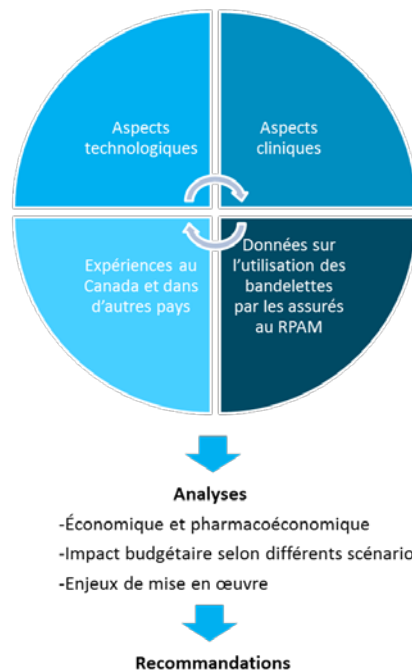 Aspects
technologiques
Aspects
cliniques
Expériences au
Canada et dans
d'autres pays
Données sur
l'utilisation des
bandelettes
par les assurés
au RPAM
Analyses
-Économique et pharmacoéconomique
-Impact budgétaire selon différents scénario
-Enjeux de mise en œuvre
Recommandations